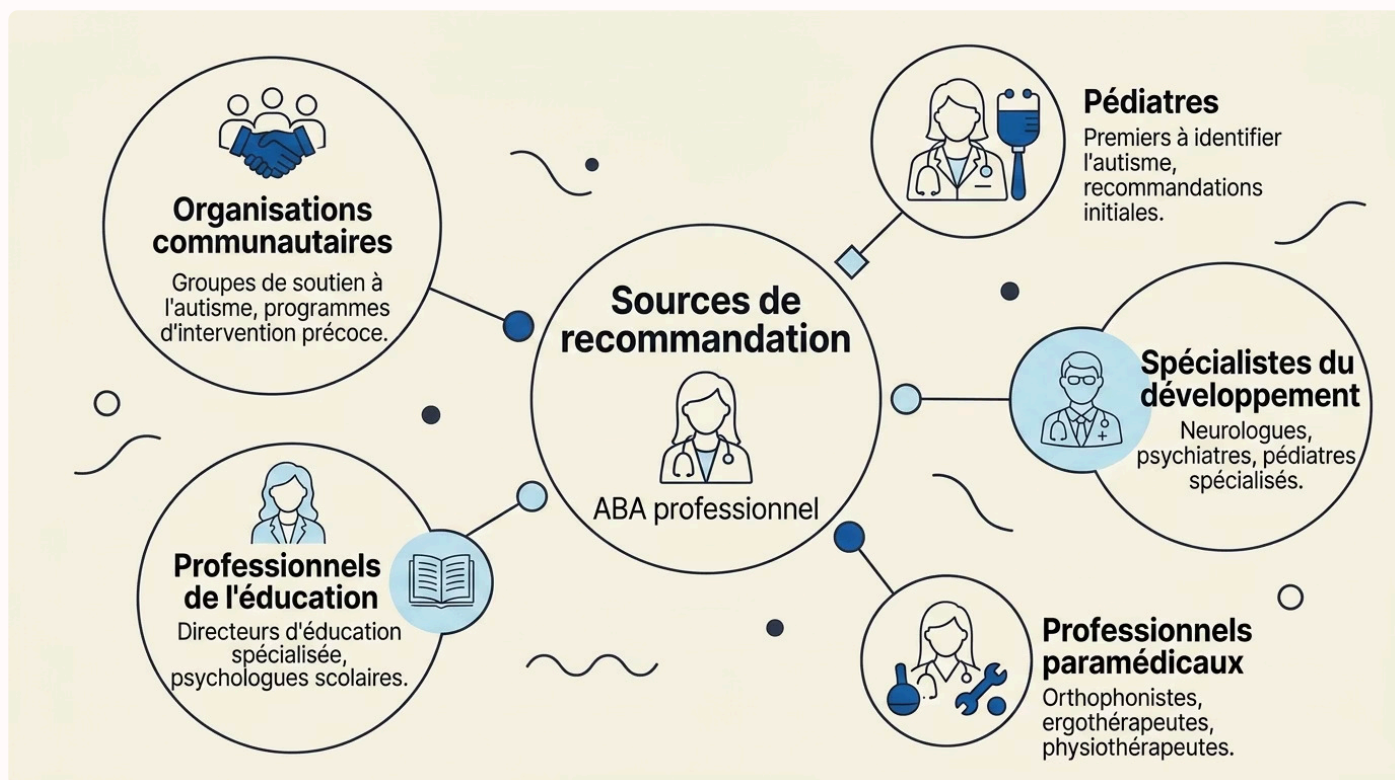 Organisations
communautaires
Groupes de soutien à
l'autisme, programmes
d'intervention précoce.
Pédiatres
Premiers à identifier
l'autisme,
recommandations
initiales.
Sources de
recommandation
ABA professionnel
Spécialistes du
développement
Neurologues,
psychiatres, pédiatres
spécialisés.
Professionnels
de l'éducation
Directeurs d'éducation
spécialisée,
psychologues scolaires.
Professionnels
paramédicaux
Orthophonistes,
ergothérapeutes,
physiothérapeutes.